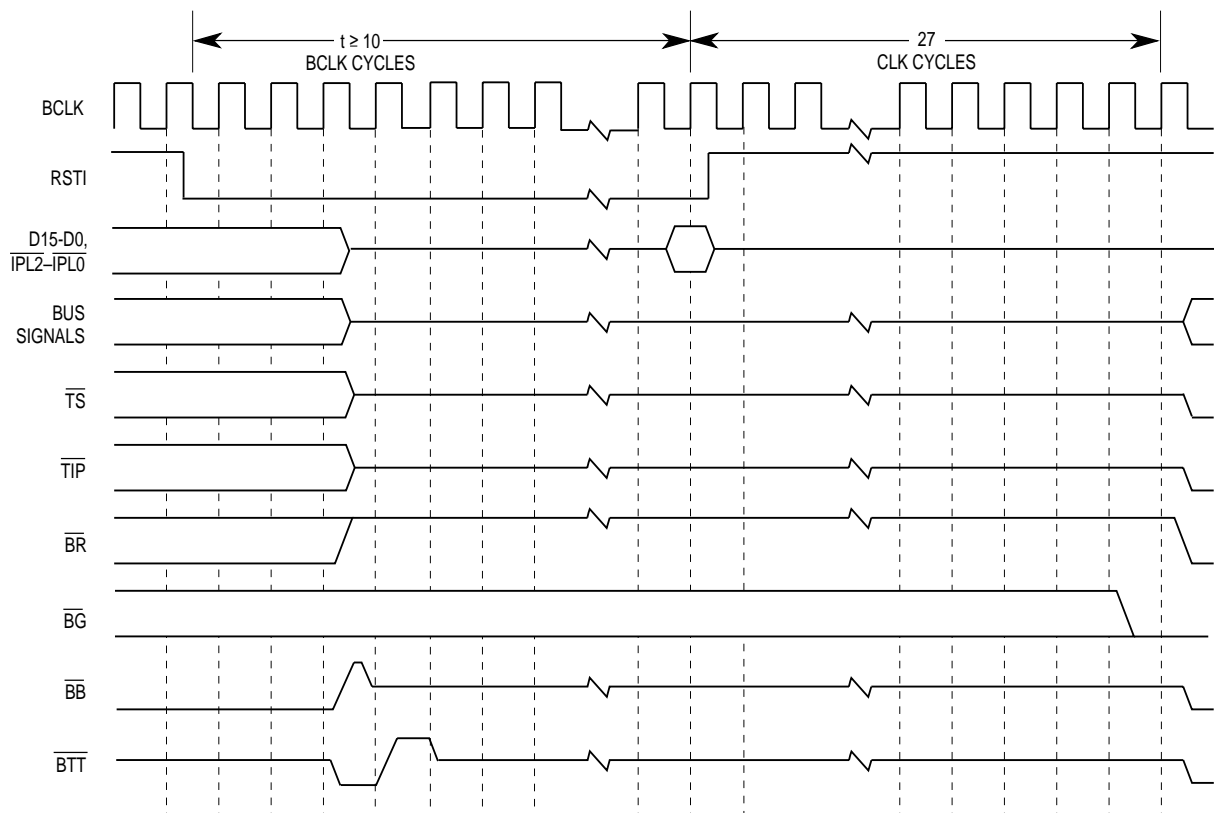 t ≥ 10
BCLK CYCLES
27
CLK CYCLES
BCLK
RSTI
D15-D0,
IPL2–IPL0
BUS
SIGNALS
TS
TIP
BR
BG
BB
BTT